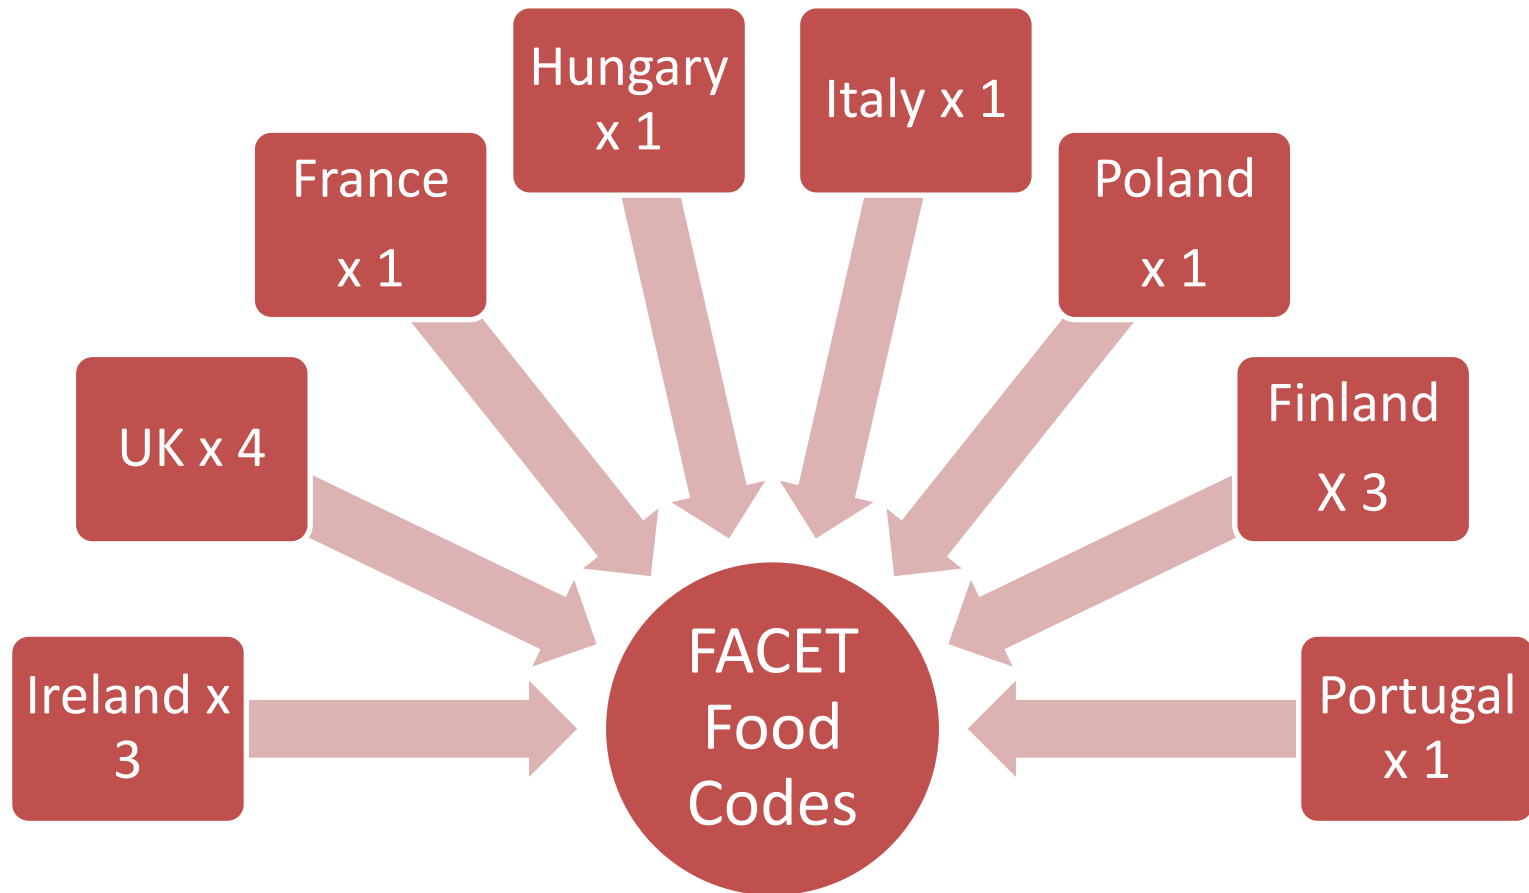 Hungary
x 1
Italy x 1
France
x 1
Poland
x 1
UK x 4
Finland
X 3
Ireland x
3
FACET
Food
Codes
Portugal
x 1